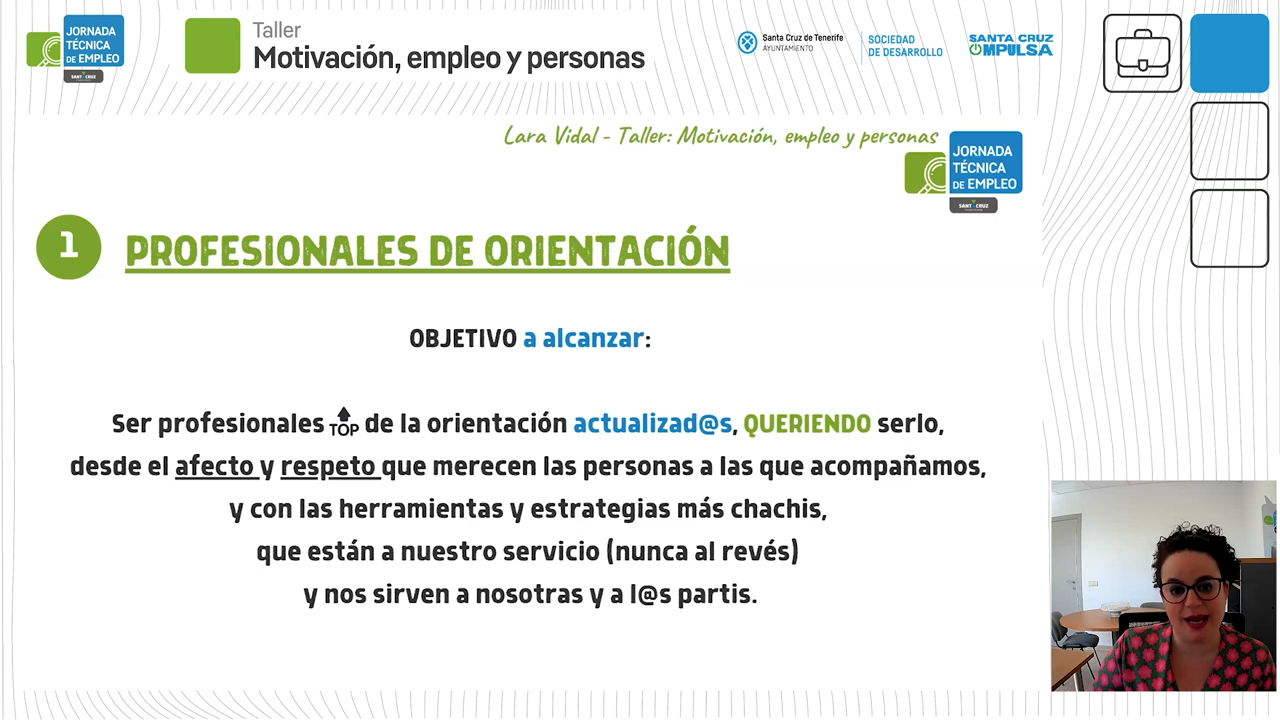 JORNADA
TÉCNICA
DE EMPLEO
SANTACRUZ
Taller
Motivación, empleo y personas
Santa Cruz de Tenerife
AYUNTAMIENTO
SOCIEDAD
DE DESARROLLO
SANTA CRUZ
MPULSA
Lara Vidal - Taller: Motivación, empleo y personas
JORNADA
TÉCNICA
DE EMPLEO
SANTACRUZ
1 PROFESIONALES DE ORIENTACIÓN
OBJETIVO a alcanzar:
Ser profesionales TOP de la orientación actualizad@s, QUERIENDO serlo,
desde el afecto y respeto que merecen las personas a las que acompañamos,
y con las herramientas y estrategias más chachis,
que están a nuestro servicio (nunca al revés)
y nos sirven a nosotras y a l@s partis.